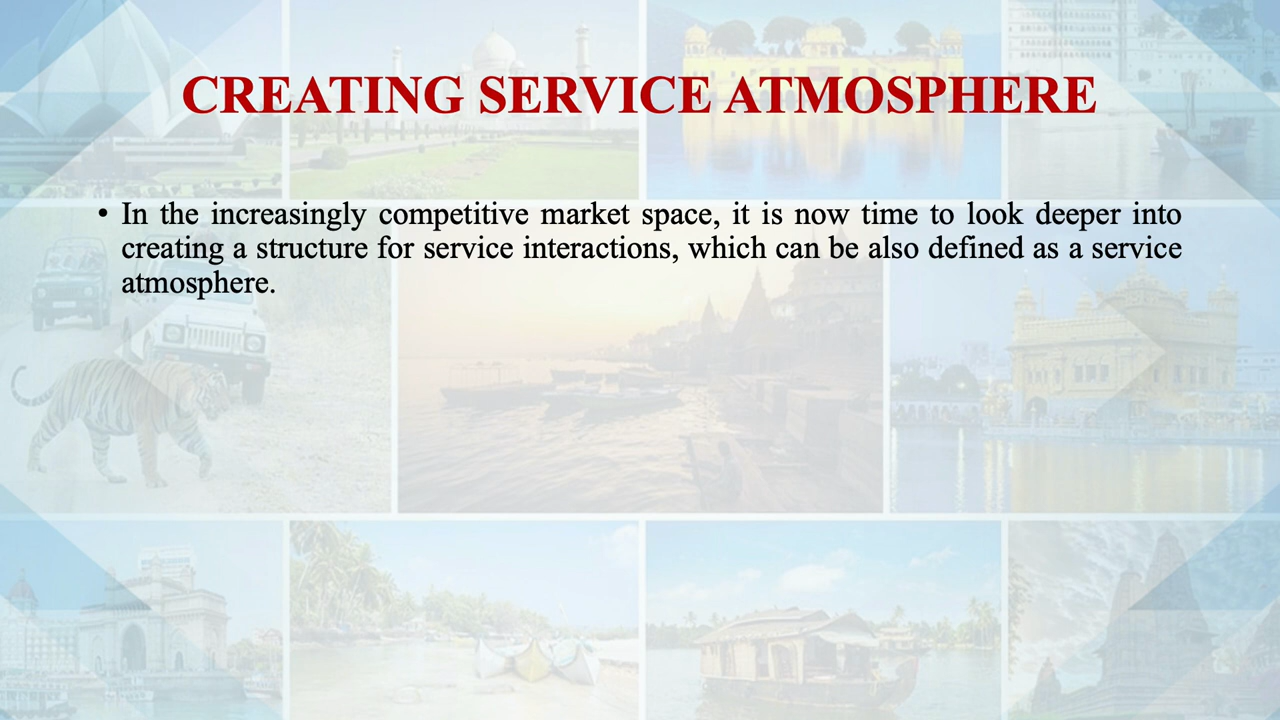 CREATING SERVICE ATMOSPHERE
• In the increasingly competitive market space, it is now time to look deeper into
creating a structure for service interactions, which can be also defined as a service
atmosphere.